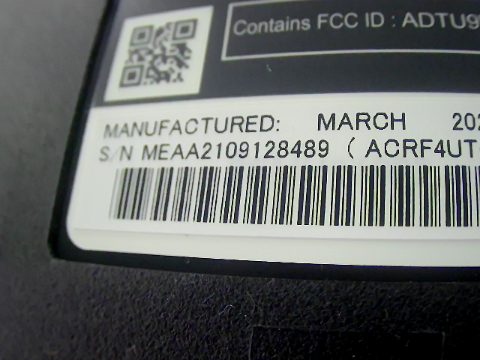 Contains FCC ID : ADTU9
MANUFACTURED: MARCH 202
S/N MEAA2109128489 ( ACRF4UT